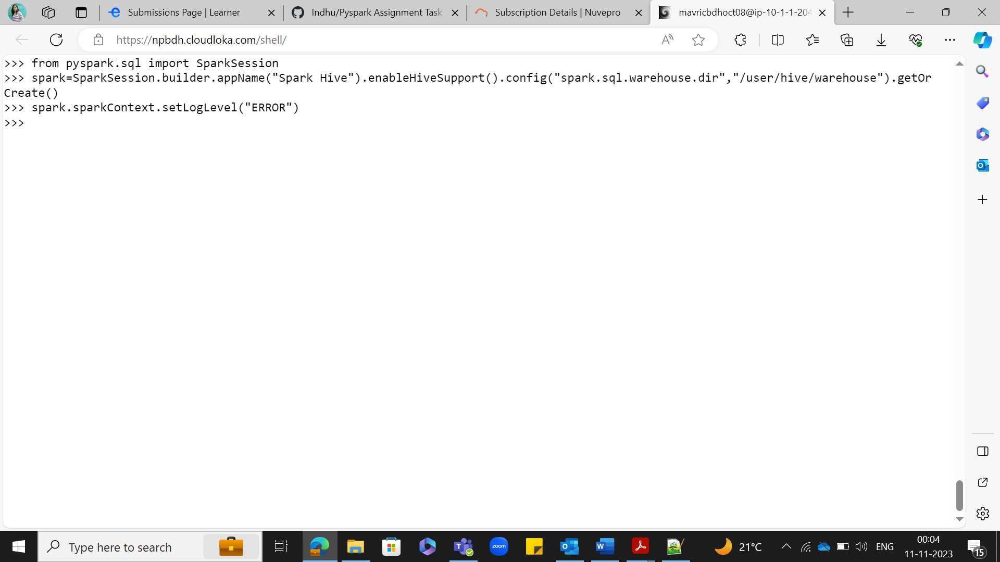 Submissions Page | Learner
Indhu/Pyspark Assignment Task
Subscription Details | Nuvepro
mavricbdhoct08@ip-10-1-1-204
https://npbdh.cloudloka.com/shell/
>>> from pyspark.sql import SparkSession
>>> spark=SparkSession.builder.appName("Spark Hive").enableHiveSupport().config("spark.sql.warehouse.dir","/user/hive/warehouse").getOr
Create()
>>> spark.sparkContext.setLogLevel("ERROR")
>>>
Type here to search
zoom
21°C
ENG
00:04
11-11-2023
15